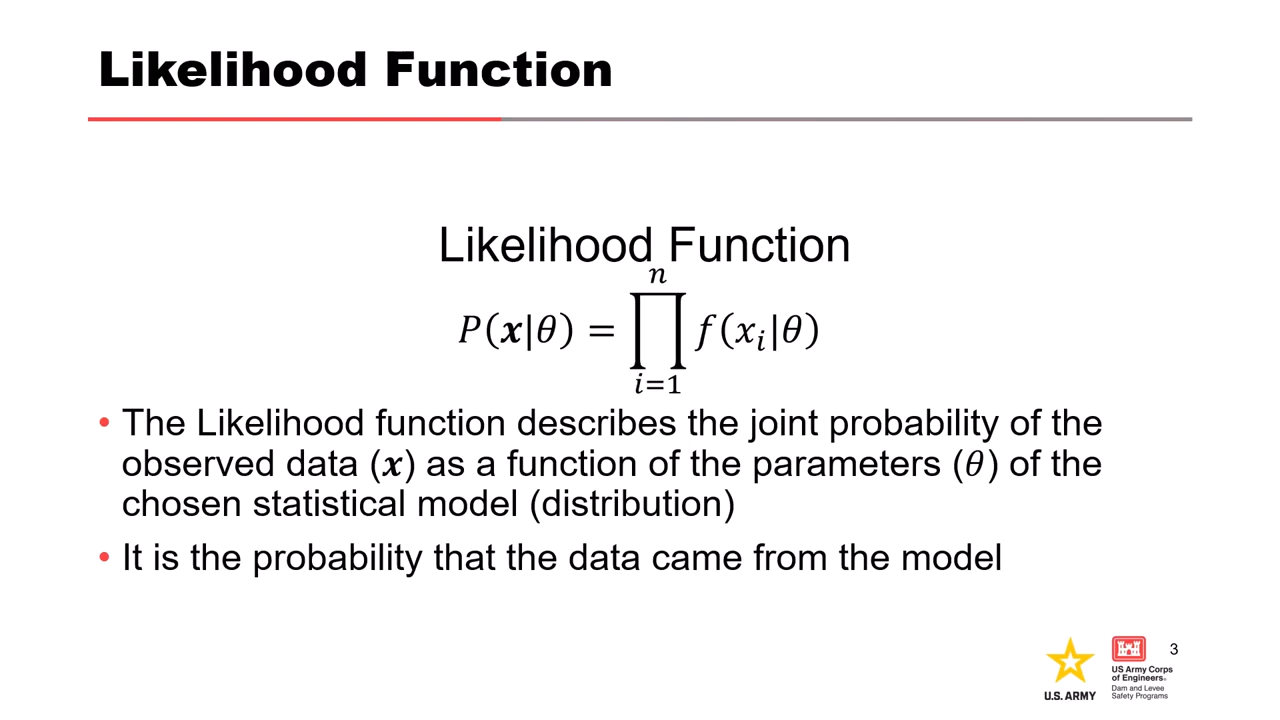 Likelihood Function
Likelihood Function
P(x|θ) = ∏_{i=1}^{n} f(x_i|θ)
• The Likelihood function describes the joint probability of the
observed data (x) as a function of the parameters (θ) of the
chosen statistical model (distribution)
• It is the probability that the data came from the model
3
U.S. ARMY
US Army Corps
of Engineers®
Dam and Levee
Safety Programs